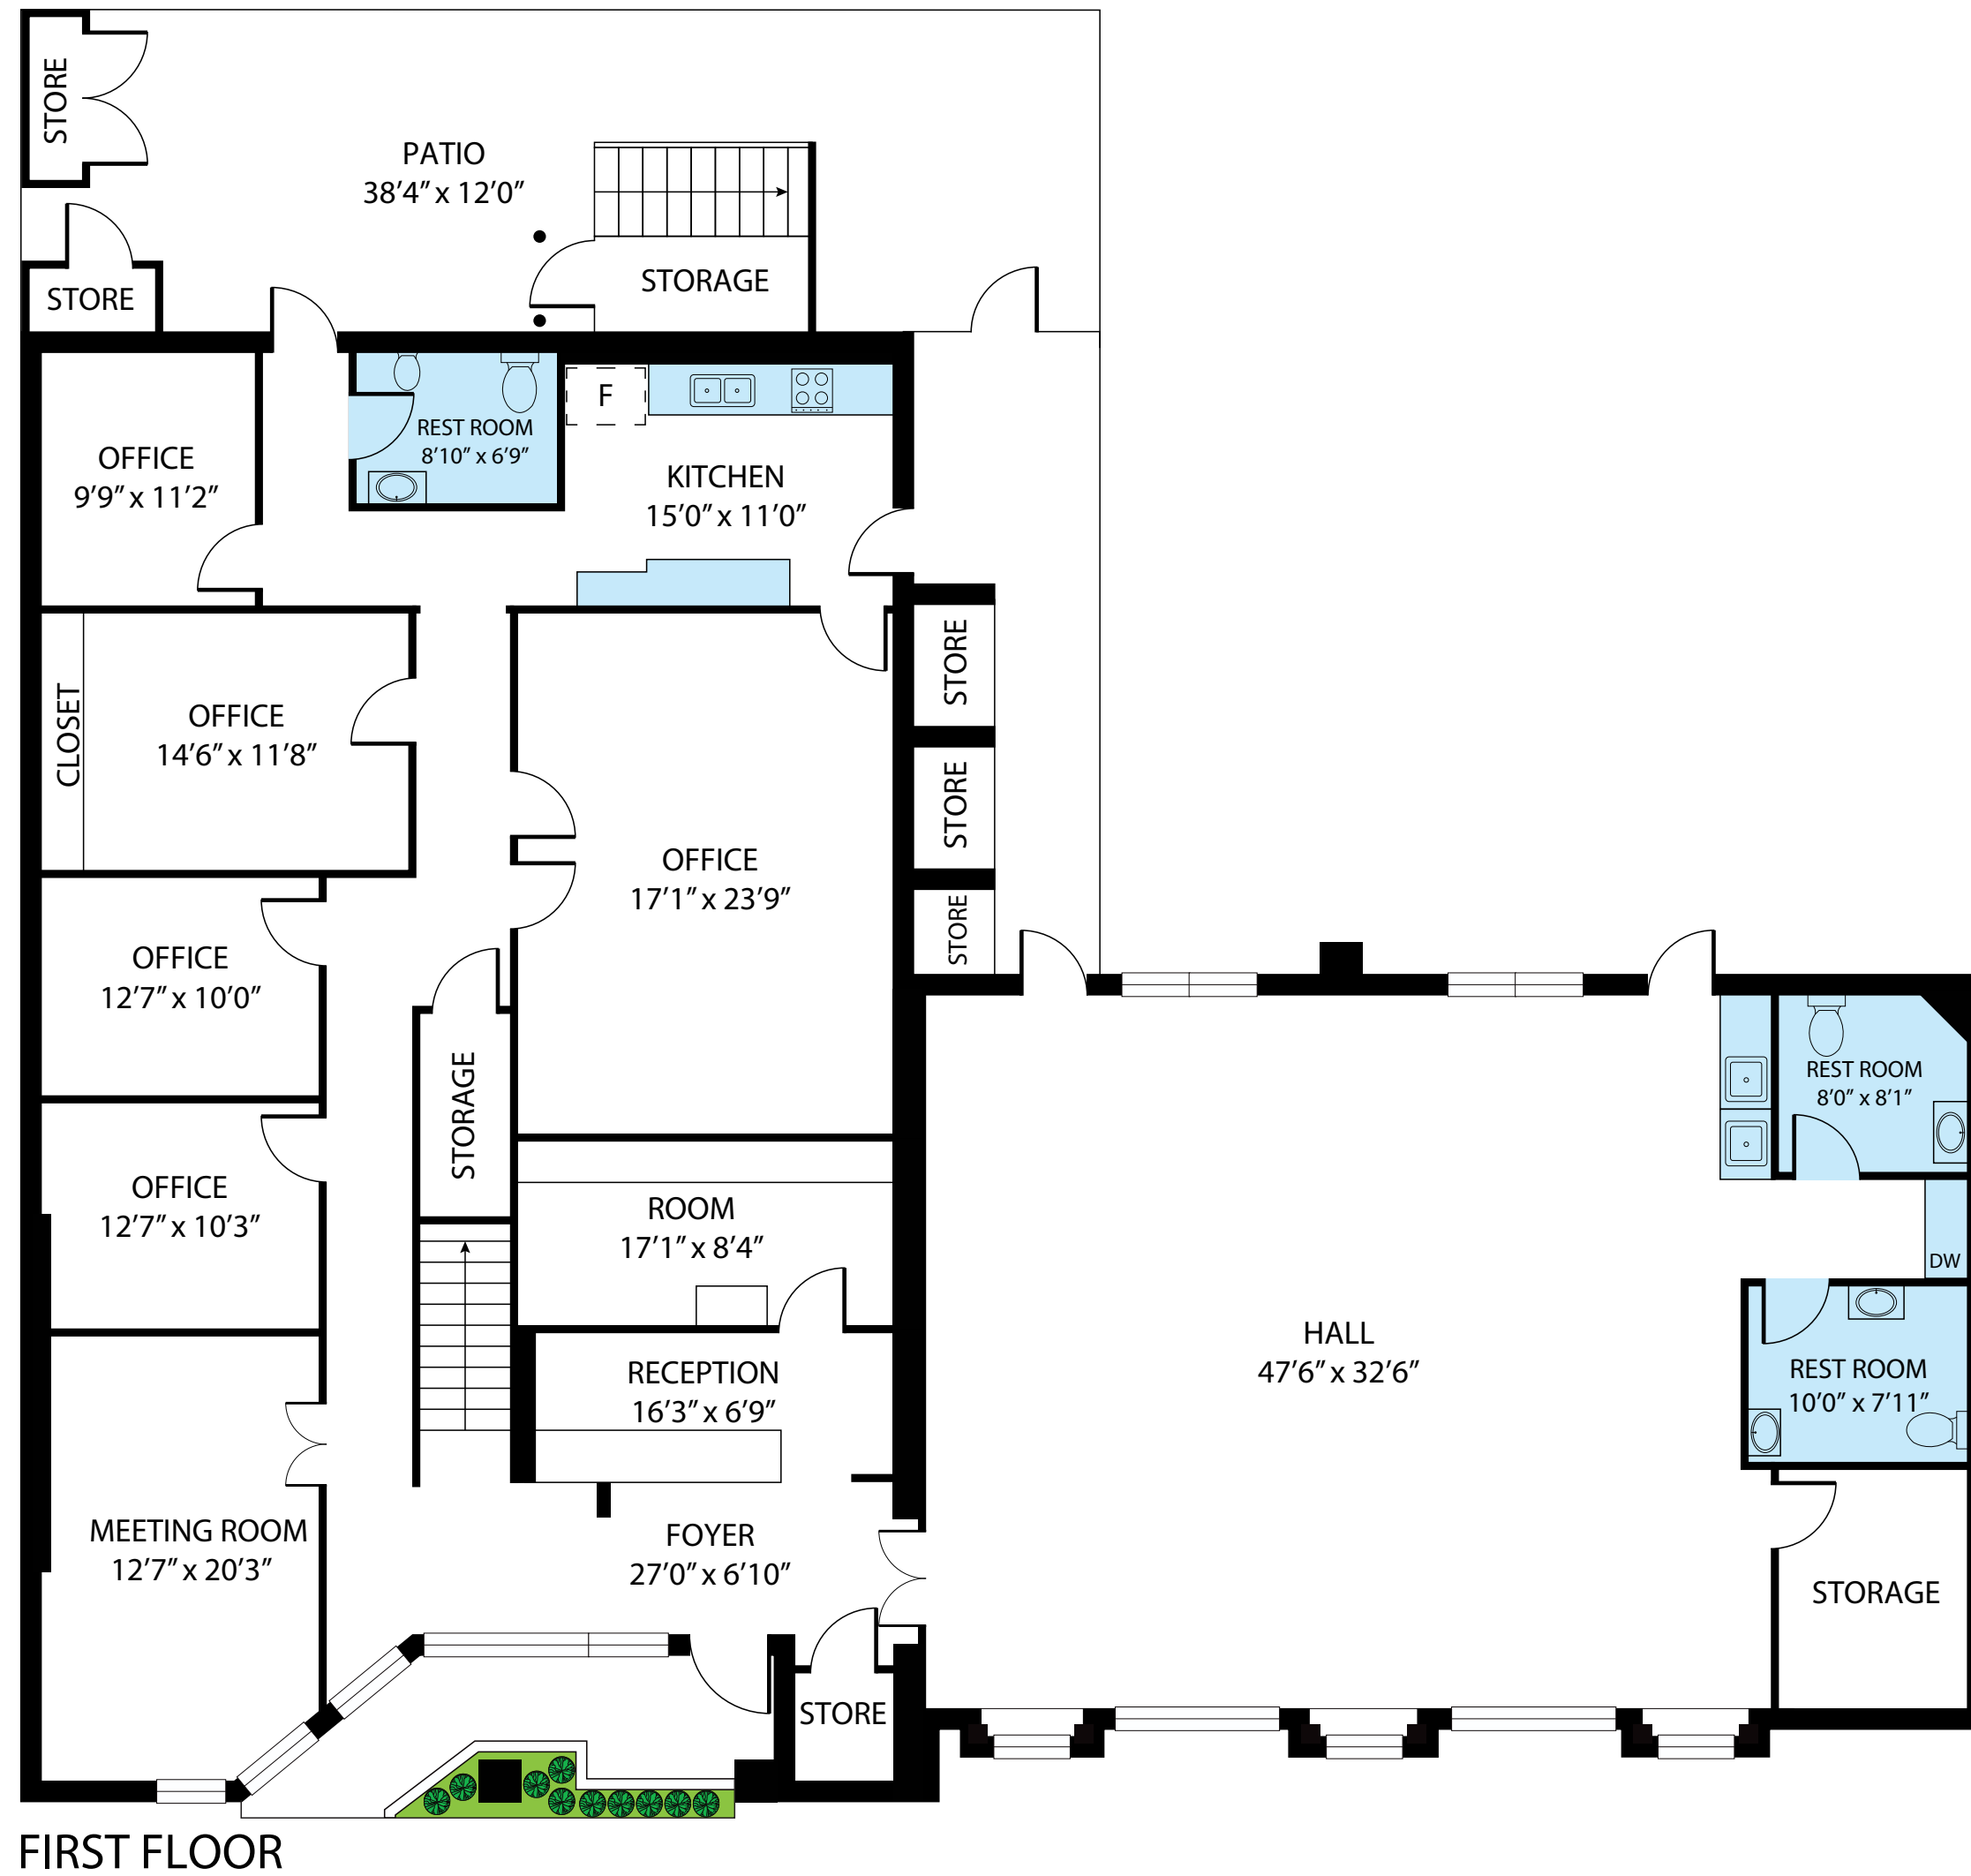 STORE
PATIO
38’4” x 12’0”
STORAGE
STORE
F
REST ROOM
8’10” x 6’9”
OFFICE
9’9” x 11’2”
KITCHEN
15’0” x 11’0”
STORE
CLOSET
OFFICE
14’6” x 11’8”
STORE
OFFICE
17’1” x 23’9”
STORE
OFFICE
12’7” x 10’0”
STORAGE
REST ROOM
8’0” x 8’1”
OFFICE
12’7” x 10’3”
ROOM
17’1” x 8’4”
DW
HALL
47’6” x 32’6”
RECEPTION
16’3” x 6’9”
REST ROOM
10’0” x 7’11”
MEETING ROOM
12’7” x 20’3”
FOYER
27’0” x 6’10”
STORAGE
STORE
FIRST FLOOR